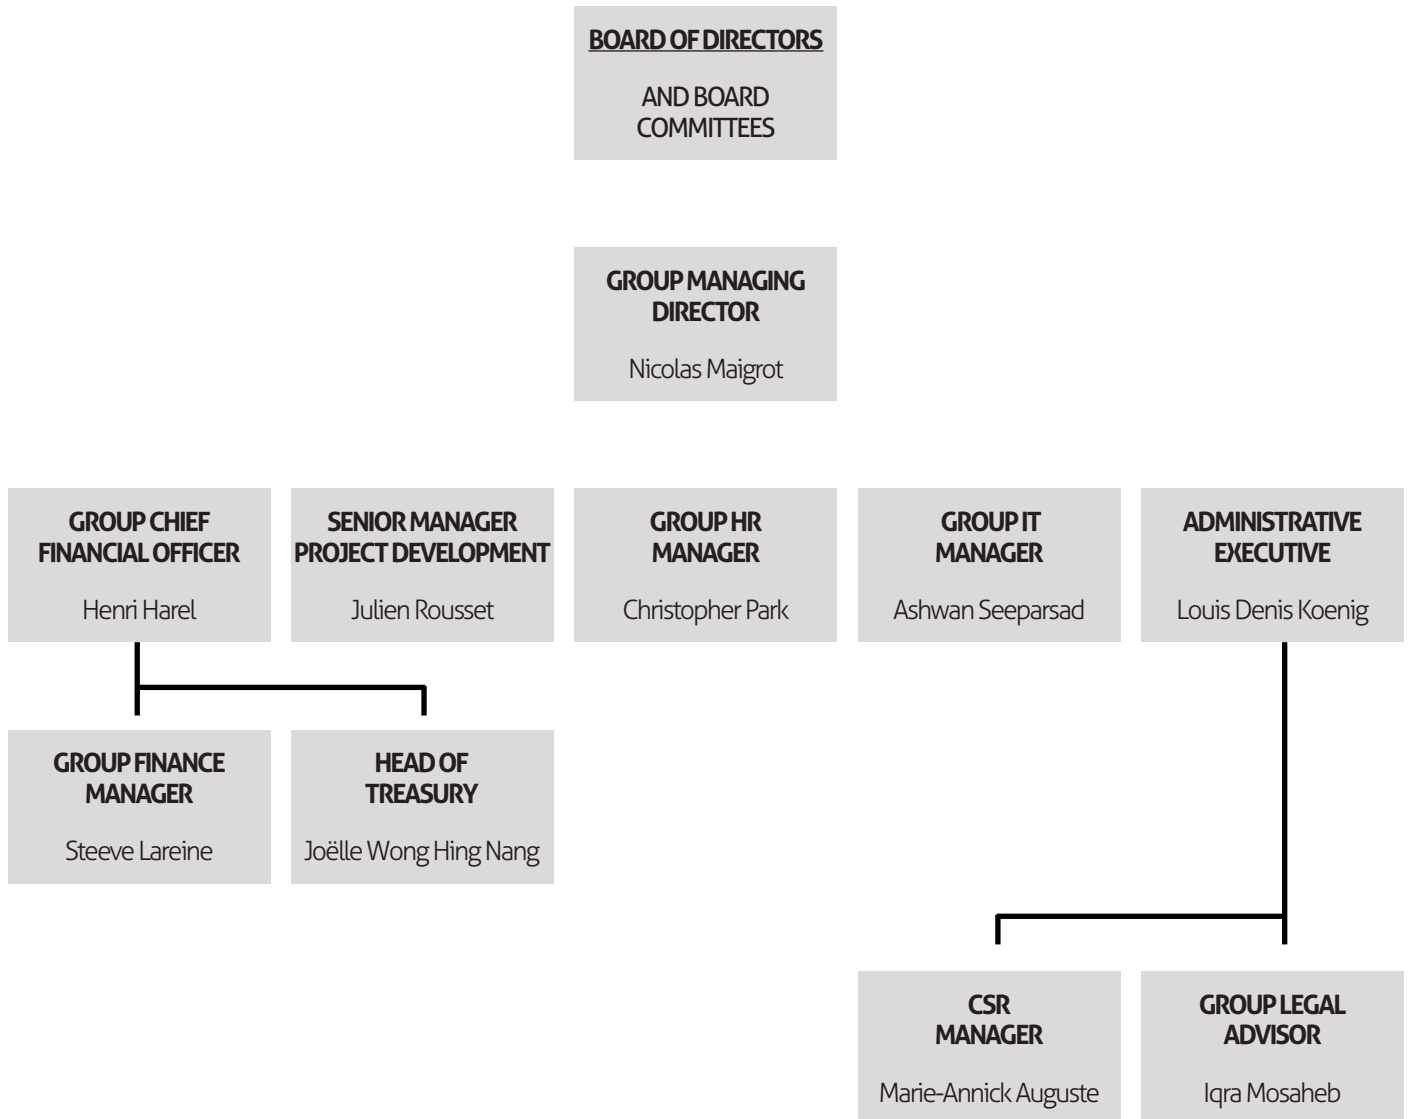 BOARD OF DIRECTORS
AND BOARD
COMMITTEES
GROUP MANAGING
DIRECTOR
Nicolas Maigrot
GROUP CHIEF
FINANCIAL OFFICER
Henri Harel
SENIOR MANAGER
PROJECT DEVELOPMENT
Julien Rousset
GROUP HR
MANAGER
Christopher Park
GROUP IT
MANAGER
Ashwan Seeparsad
ADMINISTRATIVE
EXECUTIVE
Louis Denis Koenig
GROUP FINANCE
MANAGER
Steeve Lareine
HEAD OF
TREASURY
Joëlle Wong Hing Nang
CSR
MANAGER
Marie-Annick Auguste
GROUP LEGAL
ADVISOR
Iqra Mosaheb